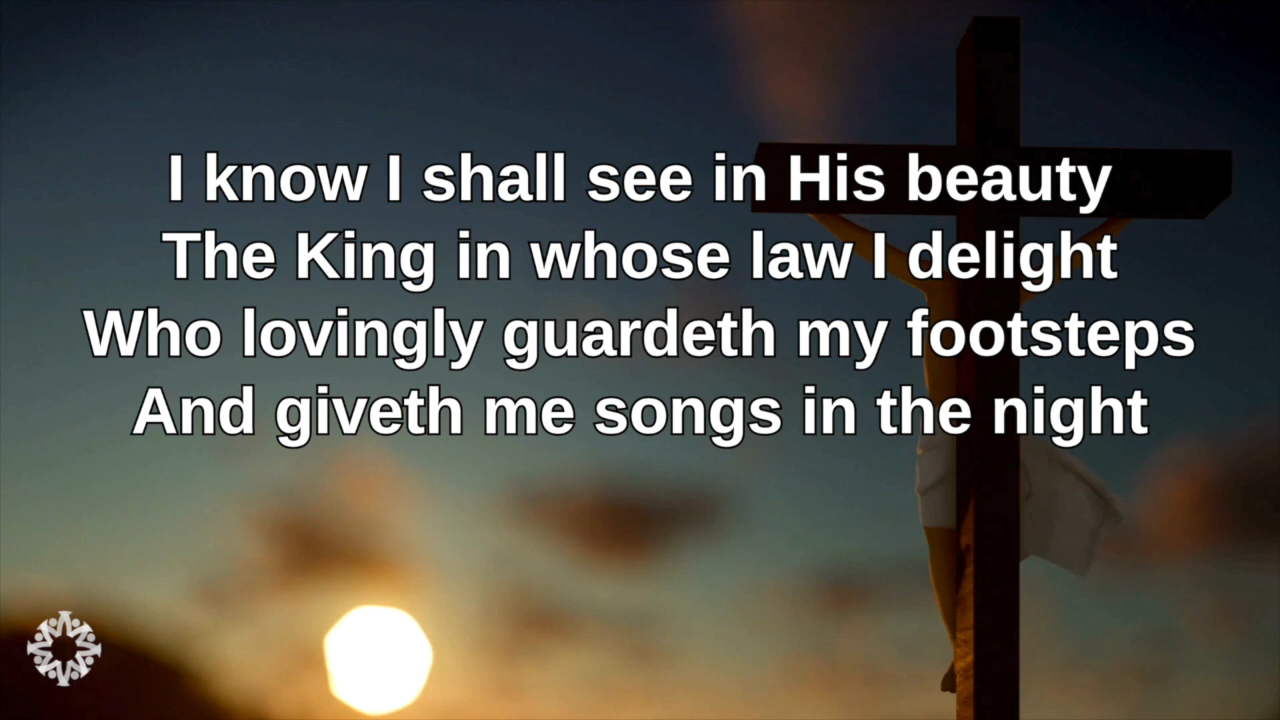 I know I shall see in His beauty
The King in whose law I delight
Who lovingly guardeth my footsteps
And giveth me songs in the night